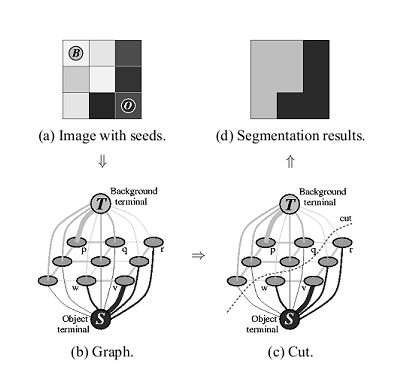 B
O
(a) Image with seeds.
(d) Segmentation results.
Background
terminal
T
p
q
r
w
v
Object
terminal
S
(b) Graph.
Background
terminal
T
cut
p
q
r
w
v
Object
terminal
S
(c) Cut.